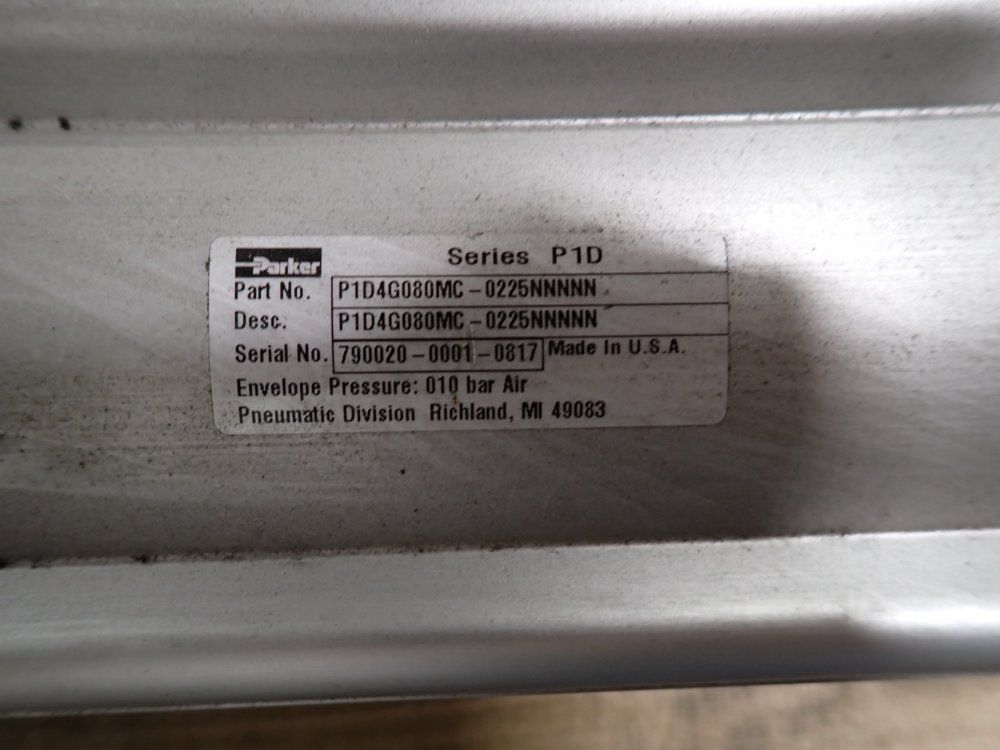 Parker
Series P1D
Part No. P1D4G080MC-0225NNNNN
Desc. P1D4G080MC-0225NNNNN
Serial No. 790020-0001-0817 Made In U.S.A.
Envelope Pressure: 010 bar Air
Pneumatic Division Richland, MI 49083